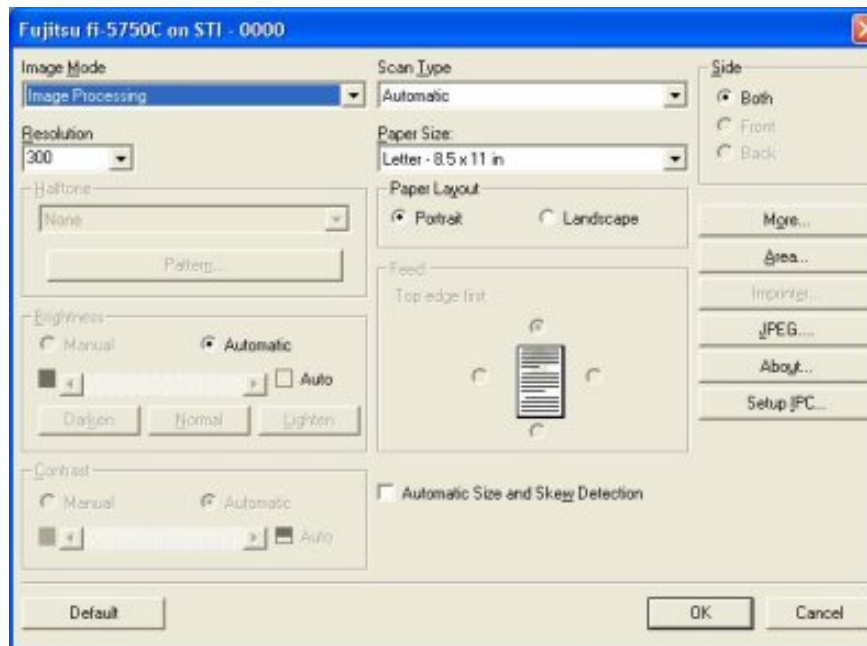 Fujitsu fi-5750C on STI - 0000
Image Mode
Image Processing
Scan Type
Automatic
Side
Both
Front
Back
Resolution
300
Paper Size:
Letter - 8.5 x 11 in
Halftone
None
Pattern...
Paper Layout
Portrait Landscape
More...
Area...
Imprinter...
JPEG....
About...
Setup IPC...
Feed
Top edge first
Brightness
Manual Automatic
Auto
Darken Normal Lighten
Contrast
Manual Automatic
Auto
Automatic Size and Skew Detection
Default OK Cancel